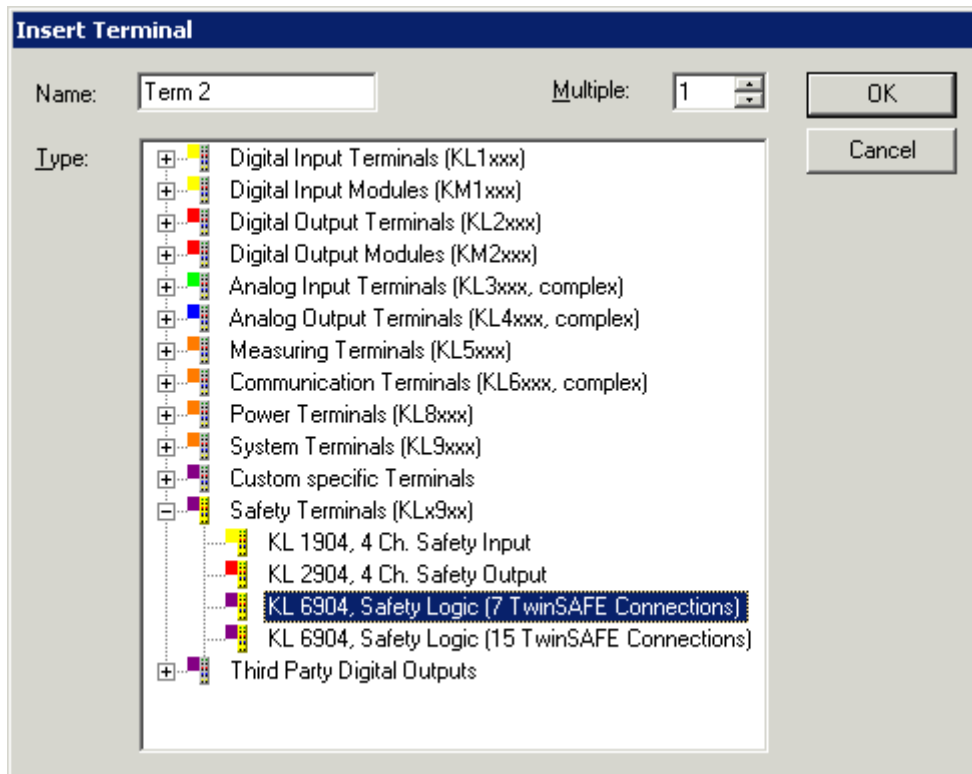 Insert Terminal
Name: Term 2 Multiple: 1 OK
Cancel
Type:
Digital Input Terminals (KL1xxx)
Digital Input Modules (KM1xxx)
Digital Output Terminals (KL2xxx)
Digital Output Modules (KM2xxx)
Analog Input Terminals (KL3xxx, complex)
Analog Output Terminals (KL4xxx, complex)
Measuring Terminals (KL5xxx)
Communication Terminals (KL6xxx, complex)
Power Terminals (KL8xxx)
System Terminals (KL9xxx)
Custom specific Terminals
Safety Terminals (KLx9xx)
KL 1904, 4 Ch. Safety Input
KL 2904, 4 Ch. Safety Output
KL 6904, Safety Logic (7 TwinSAFE Connections)
KL 6904, Safety Logic (15 TwinSAFE Connections)
Third Party Digital Outputs